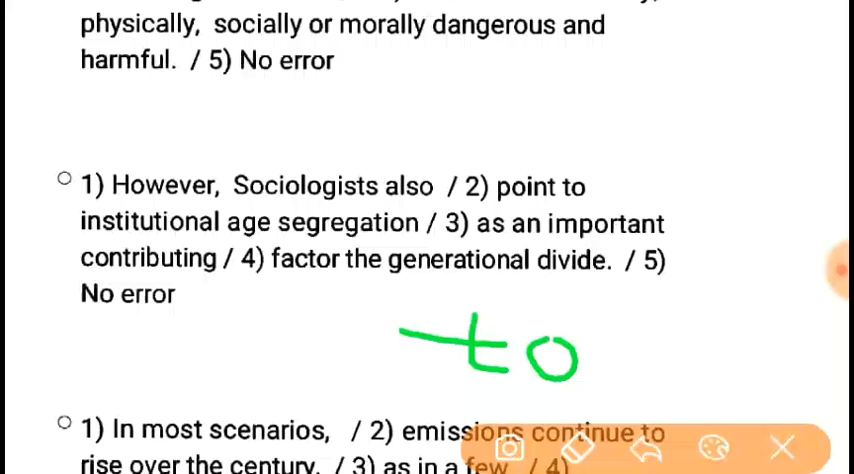 physically, socially or morally dangerous and
harmful. / 5) No error
1) However, Sociologists also / 2) point to
institutional age segregation / 3) as an important
contributing / 4) factor the generational divide. / 5)
No error
to
1) In most scenarios, / 2) emissions continue to
rise over the century, / 3) as in a few / 4)